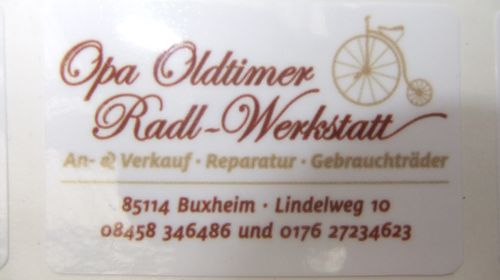 Opa Oldtimer
Radl-Werkstatt
An- & Verkauf · Reparatur · Gebrauchträder
85114 Buxheim · Lindelweg 10
08458 346486 und 0176 27234623